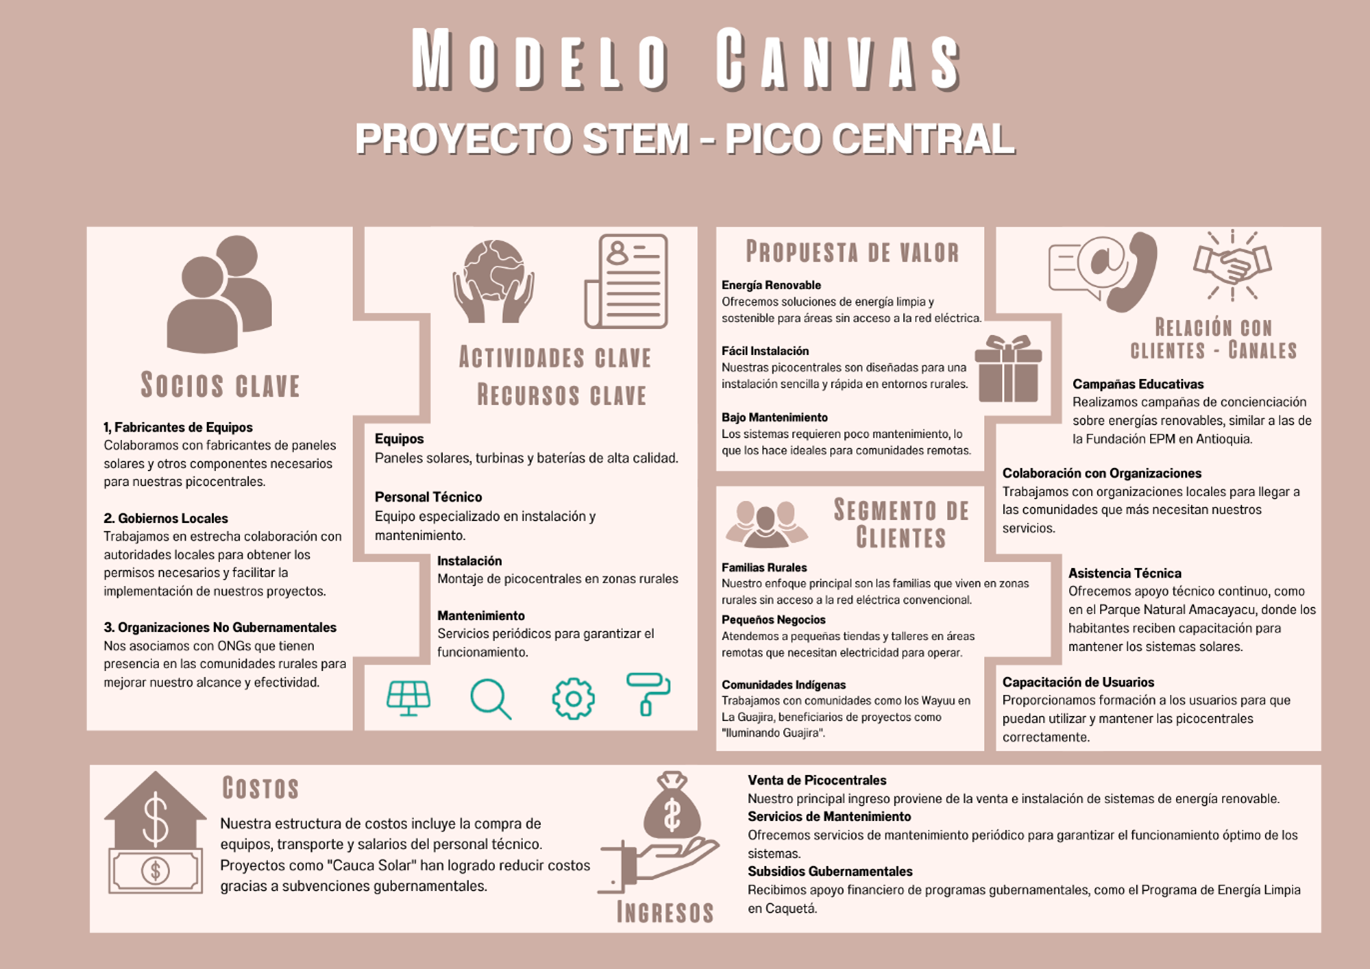 MODELO CANVAS
PROYECTO STEM - PICO CENTRAL
SOCIOS CLAVE
1, Fabricantes de Equipos
Colaboramos con fabricantes de paneles
solares y otros componentes necesarios
para nuestras picocentrales.
2. Gobiernos Locales
Trabajamos en estrecha colaboración con
autoridades locales para obtener los
permisos necesarios y facilitar la
implementación de nuestros proyectos.
3. Organizaciones No Gubernamentales
Nos asociamos con ONGs que tienen
presencia en las comunidades rurales para
mejorar nuestro alcance y efectividad.
ACTIVIDADES CLAVE
RECURSOS CLAVE
Equipos
Paneles solares, turbinas y baterías de alta calidad.
Personal Técnico
Equipo especializado en instalación y
mantenimiento.
Instalación
Montaje de picocentrales en zonas rurales
Mantenimiento
Servicios periódicos para garantizar el
funcionamiento.
PROPUESTA DE VALOR
Energía Renovable
Ofrecemos soluciones de energía limpia y
sostenible para áreas sin acceso a la red eléctrica.
Fácil Instalación
Nuestras picocentrales son diseñadas para una
instalación sencilla y rápida en entornos rurales.
Bajo Mantenimiento
Los sistemas requieren poco mantenimiento, lo
que los hace ideales para comunidades remotas.
SEGMENTO DE
CLIENTES
Familias Rurales
Nuestro enfoque principal son las familias que viven en zonas
rurales sin acceso a la red eléctrica convencional.
Pequeños Negocios
Atendemos a pequeñas tiendas y talleres en áreas
remotas que necesitan electricidad para operar.
Comunidades Indígenas
Trabajamos con comunidades como los Wayuu en
La Guajira, beneficiarios de proyectos como
"Iluminando Guajira".
RELACIÓN CON
CLIENTES - CANALES
Campañas Educativas
Realizamos campañas de concienciación
sobre energías renovables, similar a las de
la Fundación EPM en Antioquia.
Colaboración con Organizaciones
Trabajamos con organizaciones locales para llegar a
las comunidades que más necesitan nuestros
servicios.
Asistencia Técnica
Ofrecemos apoyo técnico continuo, como
en el Parque Natural Amacayacu, donde los
habitantes reciben capacitación para
mantener los sistemas solares.
Capacitación de Usuarios
Proporcionamos formación a los usuarios para que
puedan utilizar y mantener las picocentrales
correctamente.
COSTOS
Nuestra estructura de costos incluye la compra de
equipos, transporte y salarios del personal técnico.
Proyectos como "Cauca Solar" han logrado reducir costos
gracias a subvenciones gubernamentales.
INGRESOS
Venta de Picocentrales
Nuestro principal ingreso proviene de la venta e instalación de sistemas de energía renovable.
Servicios de Mantenimiento
Ofrecemos servicios de mantenimiento periódico para garantizar el funcionamiento óptimo de los
sistemas.
Subsidios Gubernamentales
Recibimos apoyo financiero de programas gubernamentales, como el Programa de Energía Limpia
en Caquetá.